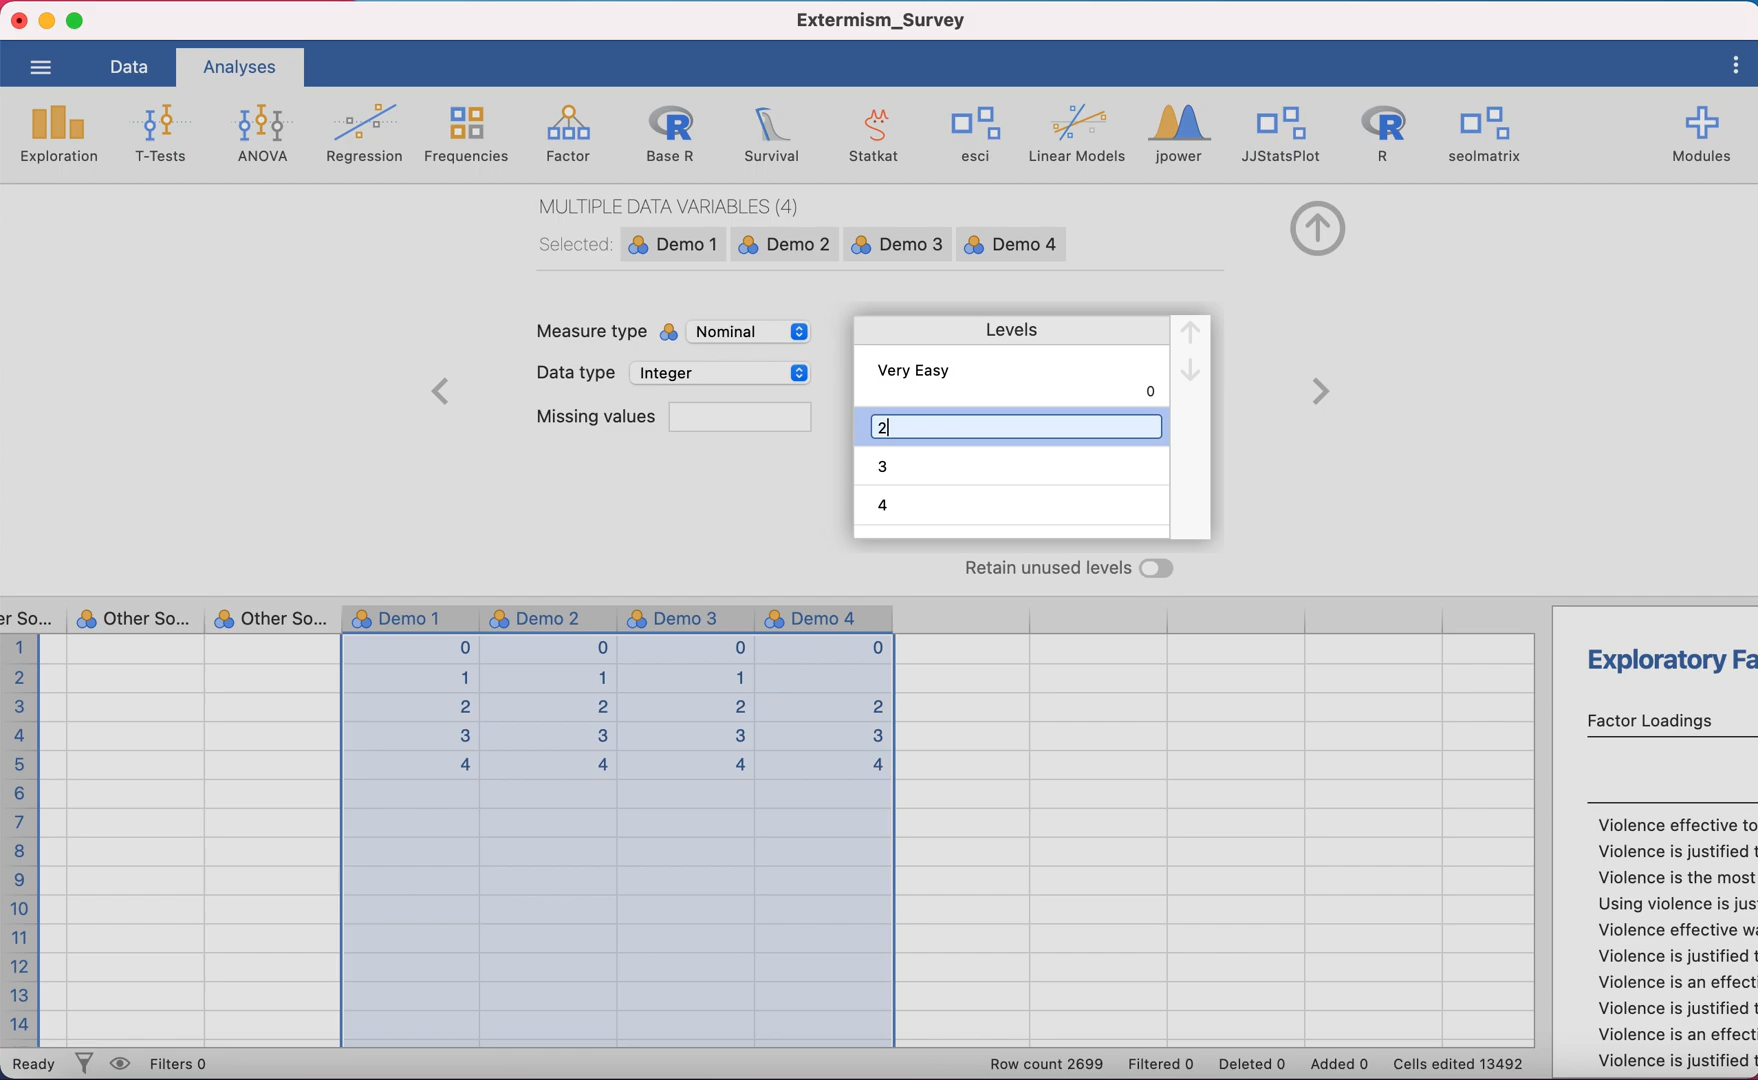 Extermism_Survey
Data Analyses
Exploration T-Tests ANOVA Regression Frequencies Factor Base R Survival Statkat esci Linear Models jpower JJStatsPlot R seolmatrix Modules
MULTIPLE DATA VARIABLES (4)
Selected: Demo 1 Demo 2 Demo 3 Demo 4
Measure type Nominal
Data type Integer
Missing values
Levels
Very Easy
0
2
3
4
Retain unused levels
er So... Other So... Other So... Demo 1 Demo 2 Demo 3 Demo 4
1 0 0 0 0
2 1 1 1
3 2 2 2 2
4 3 3 3 3
5 4 4 4 4
6
7
8
9
10
11
12
13
14
Exploratory Fa
Factor Loadings
Violence effective to
Violence is justified t
Violence is the most
Using violence is jus
Violence effective wa
Violence is justified t
Violence is an effecti
Violence is justified t
Violence is an effecti
Violence is justified t
Ready Filters 0 Row count 2699 Filtered 0 Deleted 0 Added 0 Cells edited 13492